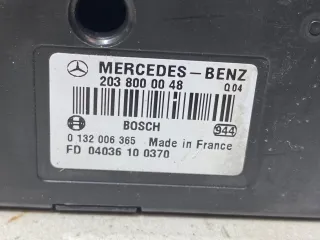 MERCEDES-BENZ
203 800 00 48 Q04
BOSCH 944
0 132 006 365 Made in France
FD 04036 10 0370